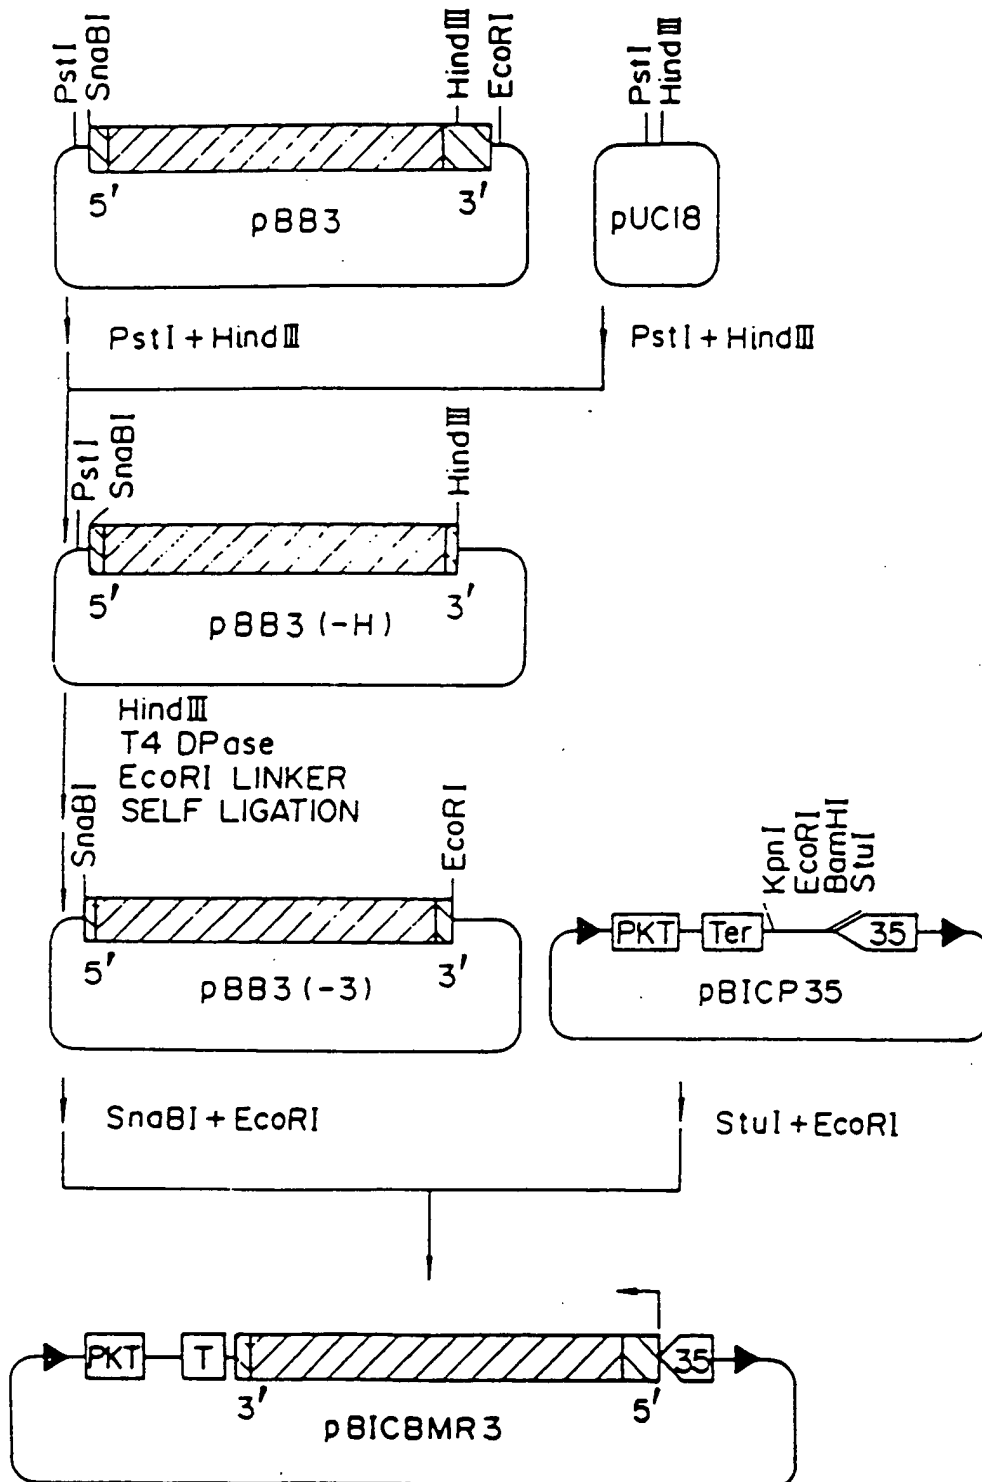 PstI
SnaBI
HindⅢ
EcoRI
PstI
HindⅢ
5′
3′
pBB3
pUC18
PstI + HindⅢ
PstI + HindⅢ
PstI
SnaBI
HindⅢ
5′
3′
pBB3 (-H)
HindⅢ
T4 DPase
EcoRI LINKER
SELF LIGATION
SnaBI
EcoRI
KpnI
EcoRI
BamHI
StuI
PKT
Ter
35
5′
3′
pBB3 (-3)
pBICP35
SnaBI + EcoRI
StuI + EcoRI
PKT
T
35
3′
5′
pBICBMR3